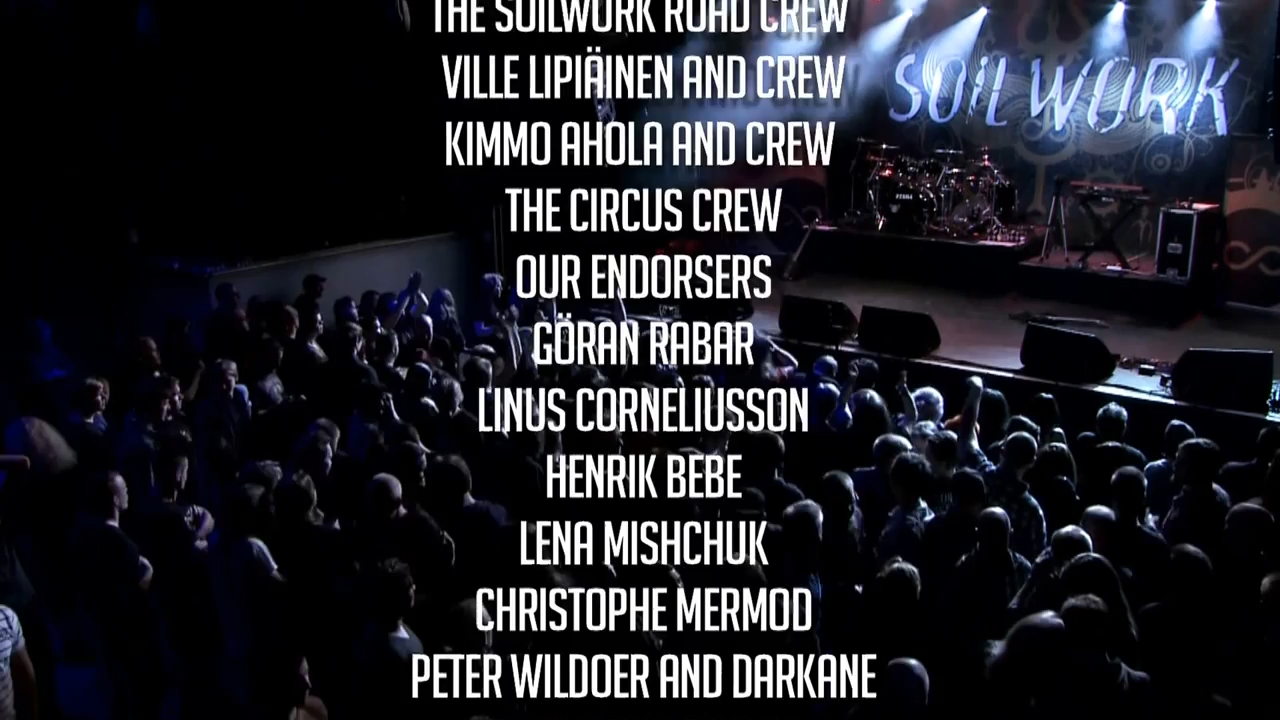 THE SOILWORK ROAD CREW
VILLE LIPIÄINEN AND CREW
KIMMO AHOLA AND CREW
THE CIRCUS CREW
OUR ENDORSERS
GÖRAN RABAR
LINUS CORNELIUSSON
HENRIK BEBE
LENA MISHCHUK
CHRISTOPHE MERMOD
PETER WILDOER AND DARKANE
SOILWORK
TAMA